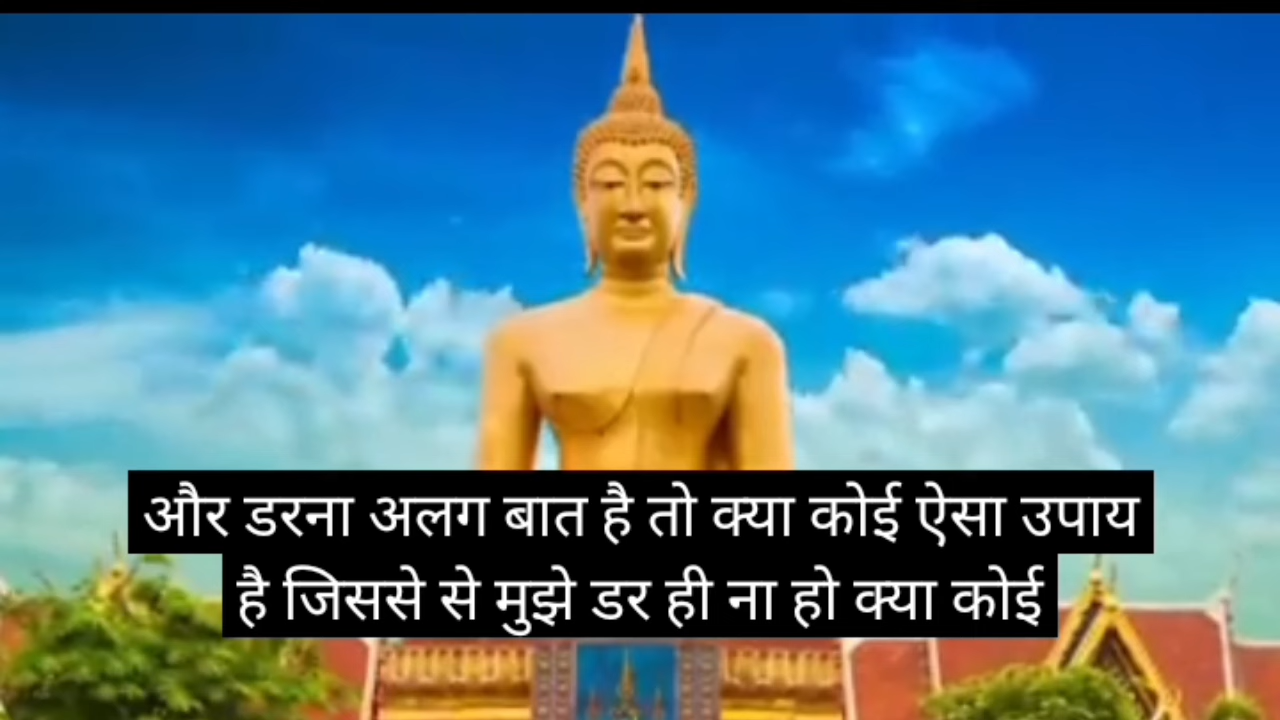 और डरना अलग बात है तो क्या कोई ऐसा उपाय
है जिससे से मुझे डर ही ना हो क्या कोई